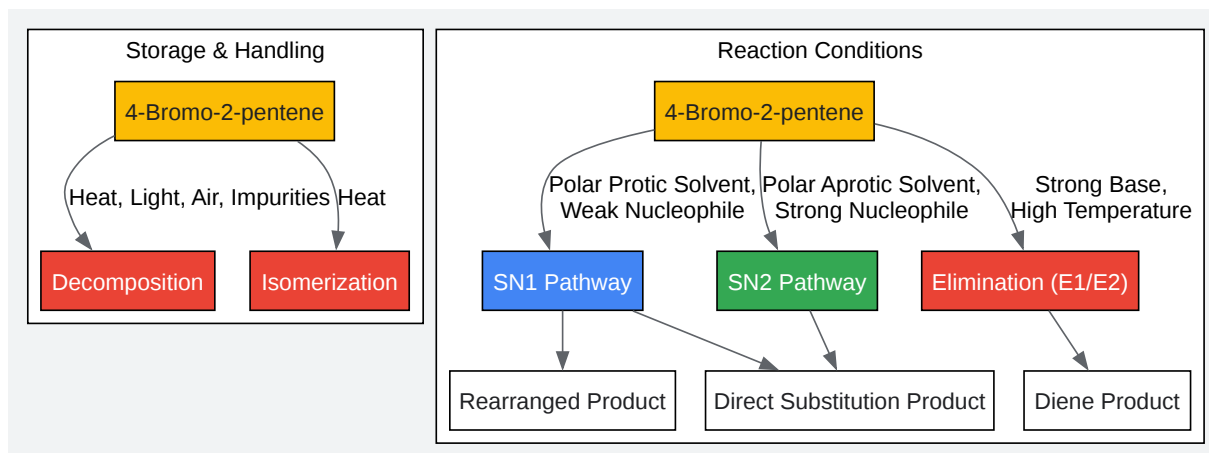 Storage & Handling
4-Bromo-2-pentene
Heat, Light, Air, Impurities
Heat
Decomposition
Isomerization
Reaction Conditions
4-Bromo-2-pentene
Polar Protic Solvent,
Weak Nucleophile
Polar Aprotic Solvent,
Strong Nucleophile
Strong Base,
High Temperature
SN1 Pathway
SN2 Pathway
Elimination (E1/E2)
Rearranged Product
Direct Substitution Product
Diene Product